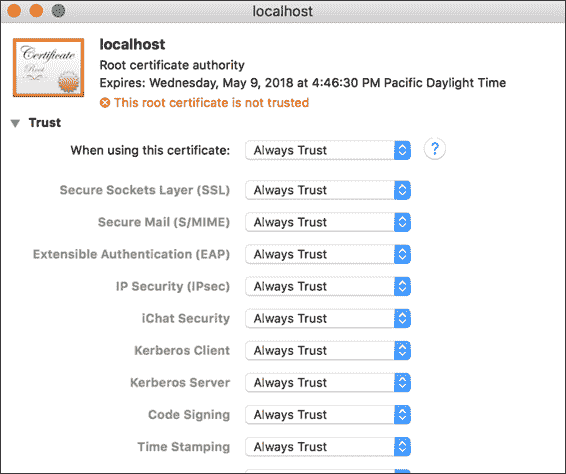 localhost
Certificate
Root
localhost
Root certificate authority
Expires: Wednesday, May 9, 2018 at 4:46:30 PM Pacific Daylight Time
This root certificate is not trusted
Trust
When using this certificate: Always Trust ?
Secure Sockets Layer (SSL) Always Trust
Secure Mail (S/MIME) Always Trust
Extensible Authentication (EAP) Always Trust
IP Security (IPsec) Always Trust
iChat Security Always Trust
Kerberos Client Always Trust
Kerberos Server Always Trust
Code Signing Always Trust
Time Stamping Always Trust